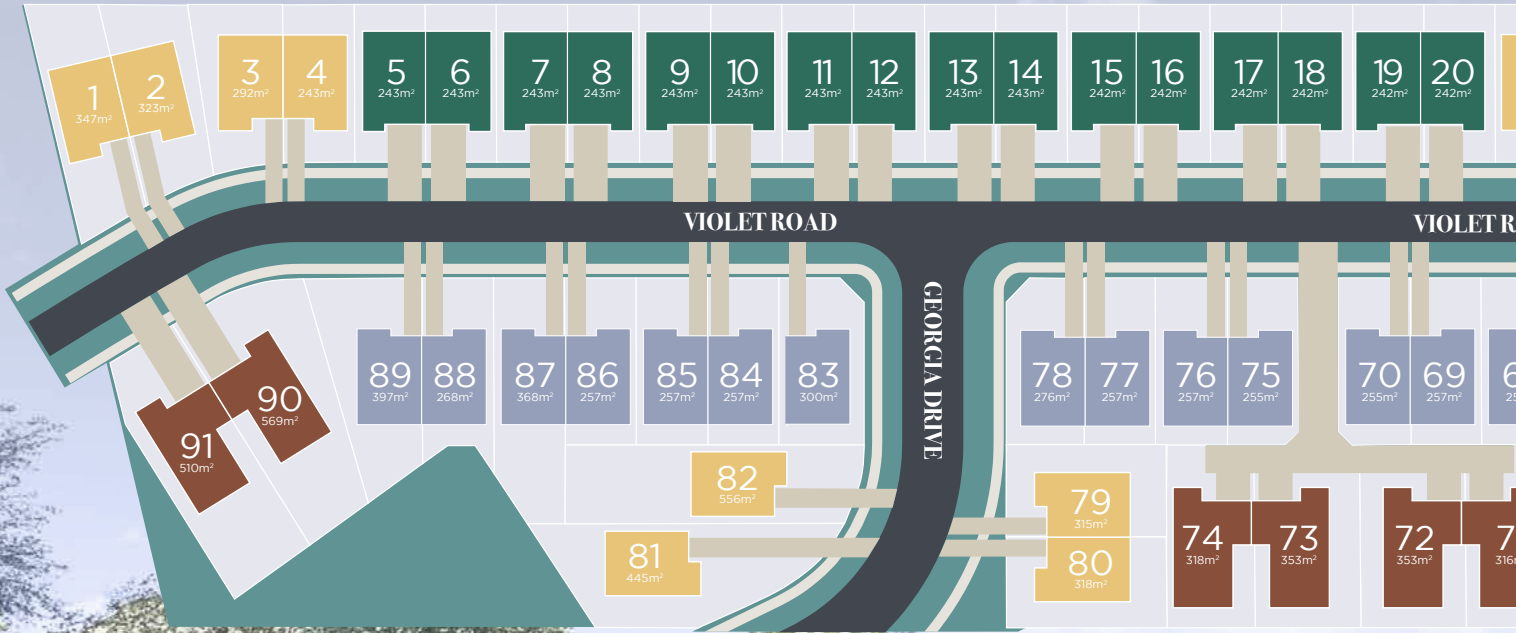 1
347m²
2
323m²
3
292m²
4
243m²
5
243m²
6
243m²
7
243m²
8
243m²
9
243m²
10
243m²
11
243m²
12
243m²
13
243m²
14
243m²
15
242m²
16
242m²
17
242m²
18
242m²
19
242m²
20
242m²
VIOLET ROAD
VIOLET R
GEORGIA DRIVE
91
510m²
90
569m²
89
397m²
88
268m²
87
368m²
86
257m²
85
257m²
84
257m²
83
300m²
78
276m²
77
257m²
76
257m²
75
255m²
70
255m²
69
257m²
82
556m²
81
445m²
79
315m²
80
318m²
74
318m²
73
353m²
72
353m²